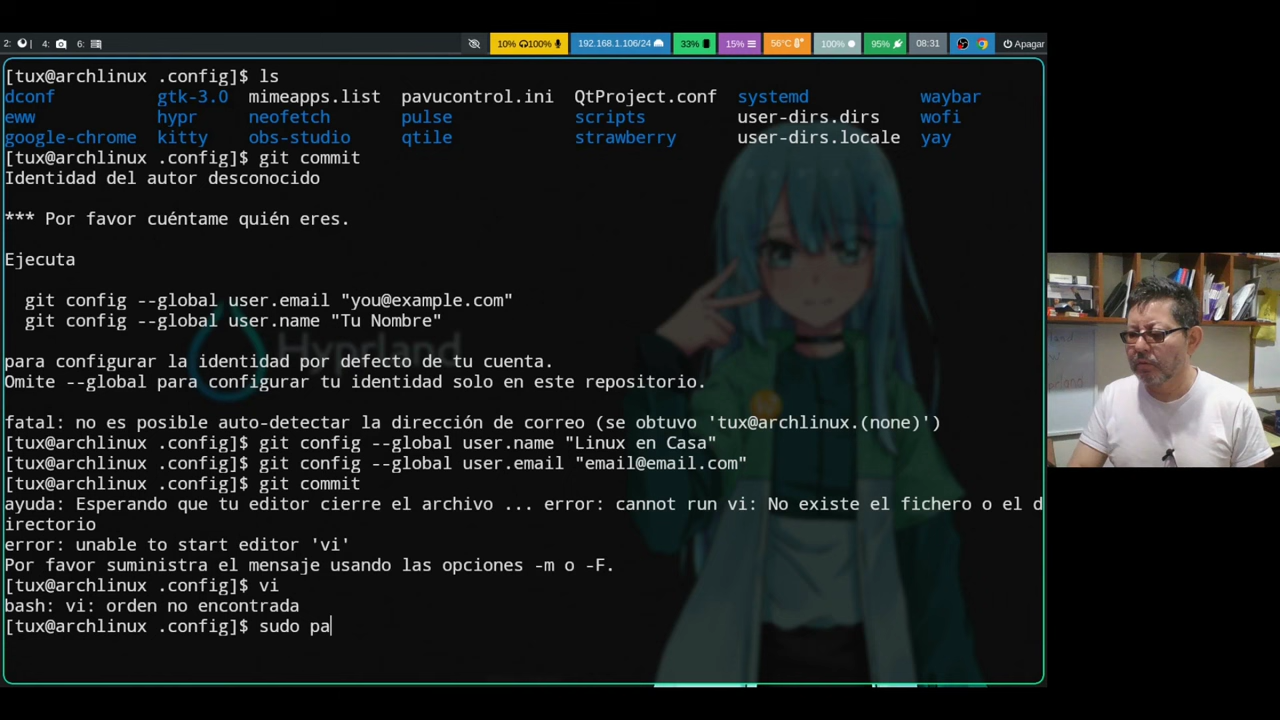 2: | 4: 6: 10% 100% 192.168.1.106/24 33% 15% 56°C 100% 95% 08:31 Apagar
[tux@archlinux .config]$ ls
dconf gtk-3.0 mimeapps.list pavucontrol.ini QtProject.conf systemd waybar
eww hypr neofetch pulse scripts user-dirs.dirs wofi
google-chrome kitty obs-studio qtile strawberry user-dirs.locale yay
[tux@archlinux .config]$ git commit
Identidad del autor desconocido
*** Por favor cuéntame quién eres.
Ejecuta
git config --global user.email "you@example.com"
git config --global user.name "Tu Nombre"
Hyprland
para configurar la identidad por defecto de tu cuenta.
Omite --global para configurar tu identidad solo en este repositorio.
fatal: no es posible auto-detectar la dirección de correo (se obtuvo 'tux@archlinux.(none)')
[tux@archlinux .config]$ git config --global user.name "Linux en Casa"
[tux@archlinux .config]$ git config --global user.email "email@email.com"
[tux@archlinux .config]$ git commit
ayuda: Esperando que tu editor cierre el archivo ... error: cannot run vi: No existe el fichero o el d
irectorio
error: unable to start editor 'vi'
Por favor suministra el mensaje usando las opciones -m o -F.
[tux@archlinux .config]$ vi
bash: vi: orden no encontrada
[tux@archlinux .config]$ sudo pa